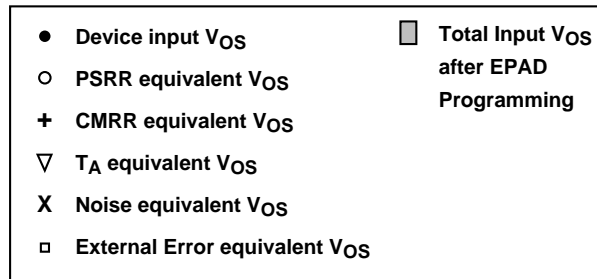 ● Device input VOS
○ PSRR equivalent VOS
+ CMRR equivalent VOS
▽ TA equivalent VOS
X Noise equivalent VOS
□ External Error equivalent VOS
Total Input VOS
after EPAD
Programming